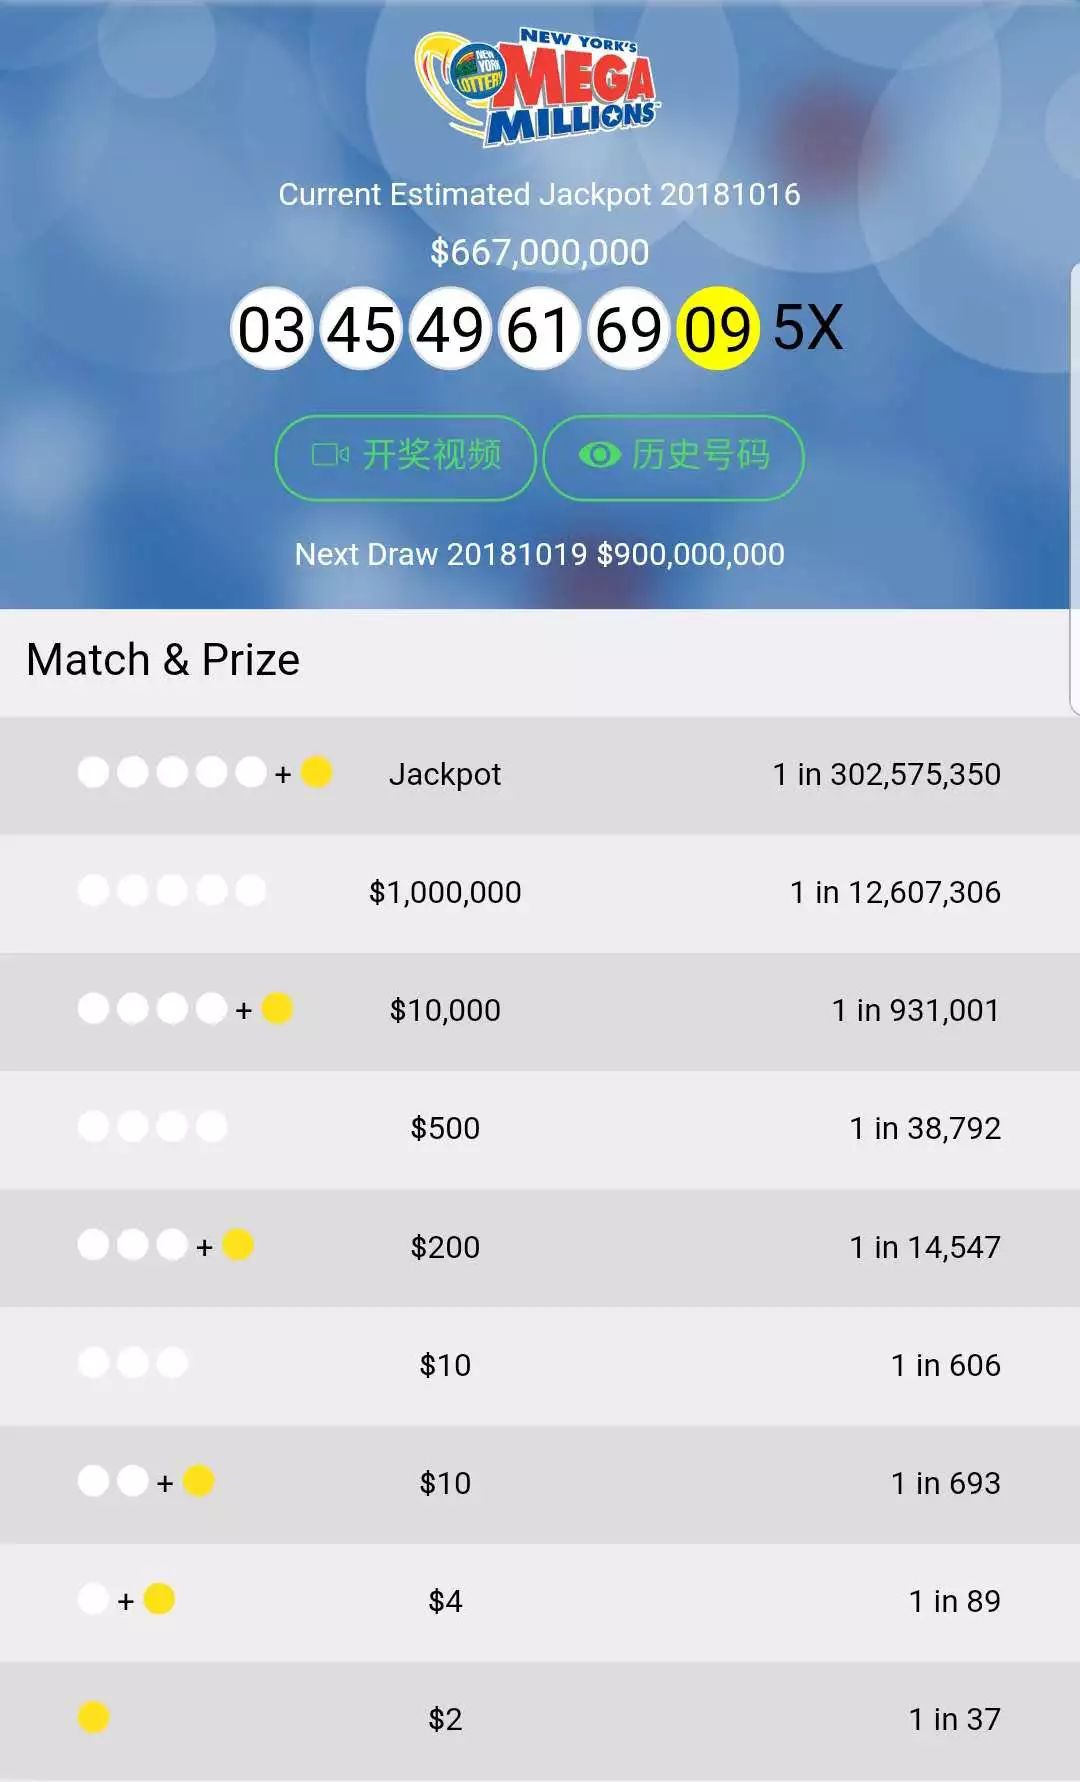 NEW YORK'S
NEW
YORK
LOTTERY
MEGA
MILLIONS
Current Estimated Jackpot 20181016
$667,000,000
03 45 49 61 69 09 5X
开奖视频 历史号码
Next Draw 20181019 $900,000,000
Match & Prize
+ Jackpot 1 in 302,575,350
$1,000,000 1 in 12,607,306
+ $10,000 1 in 931,001
$500 1 in 38,792
+ $200 1 in 14,547
$10 1 in 606
+ $10 1 in 693
+ $4 1 in 89
$2 1 in 37